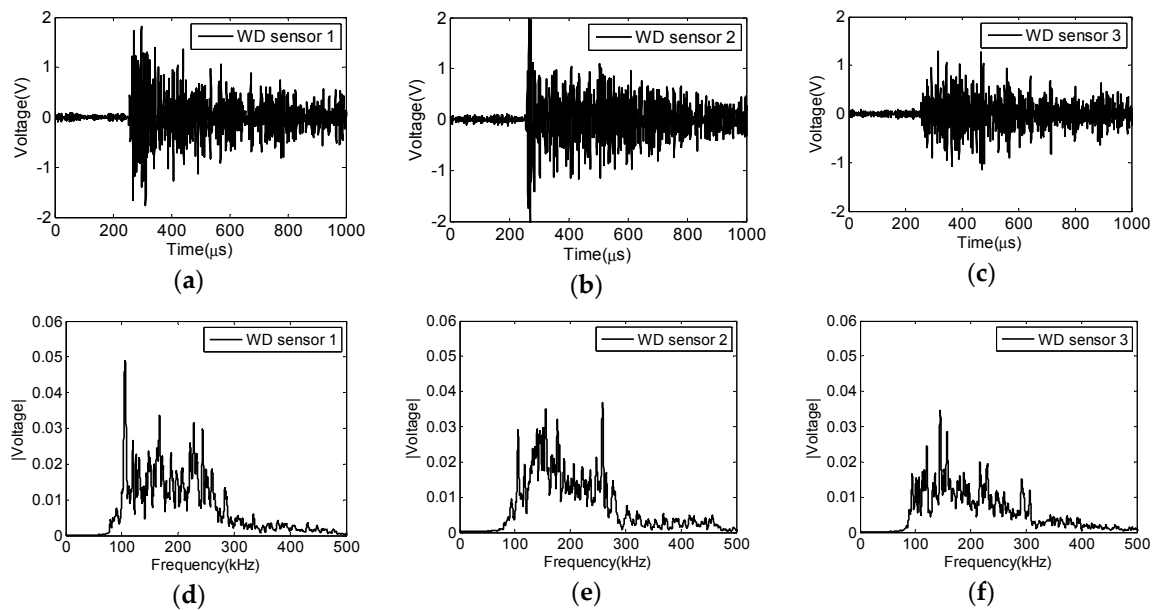 2
1
0
-1
-2
Voltage(V)
WD sensor 1
0 200 400 600 800 1000
Time(μs)
(a)
2
1
0
-1
-2
Voltage(V)
WD sensor 2
0 200 400 600 800 1000
Time(μs)
(b)
2
1
0
-1
-2
Voltage(V)
WD sensor 3
0 200 400 600 800 1000
Time(μs)
(c)
0.06
0.05
0.04
0.03
0.02
0.01
0
|Voltage|
WD sensor 1
0 100 200 300 400 500
Frequency(kHz)
(d)
0.06
0.05
0.04
0.03
0.02
0.01
0
|Voltage|
WD sensor 2
0 100 200 300 400 500
Frequency(kHz)
(e)
0.06
0.05
0.04
0.03
0.02
0.01
0
|Voltage|
WD sensor 3
0 100 200 300 400 500
Frequency(kHz)
(f)